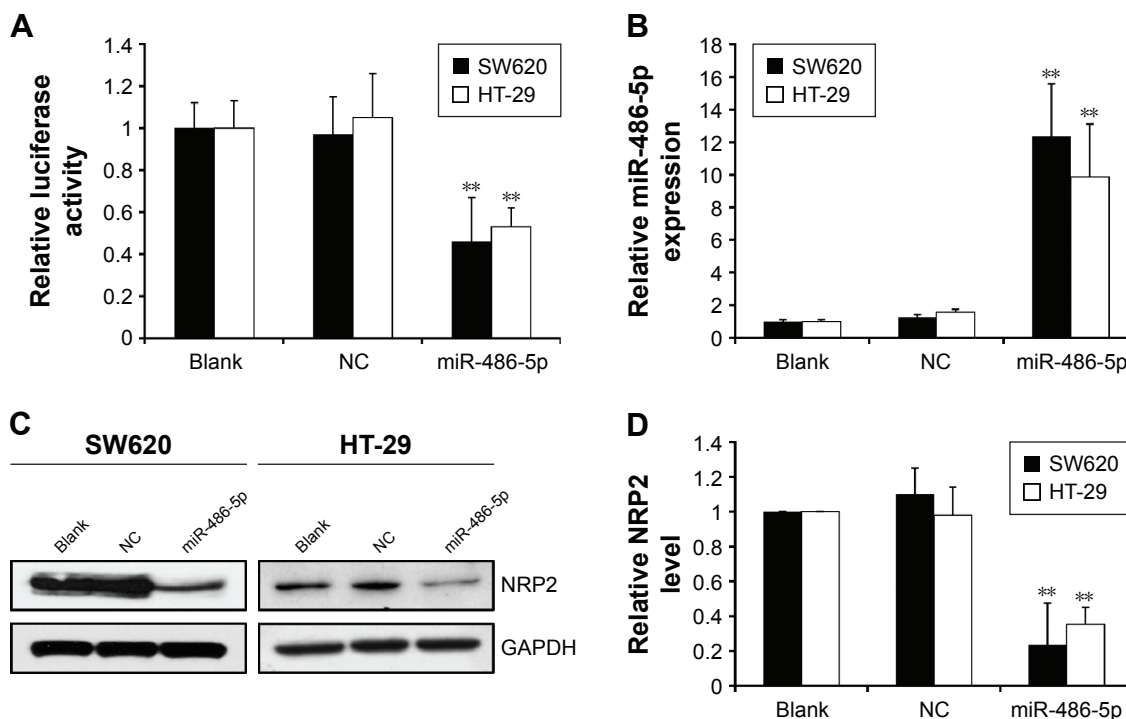 A
Relative luciferase
activity
1.4
1.2
1
0.8
0.6
0.4
0.2
0
SW620
HT-29
**
**
Blank
NC
miR-486-5p
B
Relative miR-486-5p
expression
18
16
14
12
10
8
6
4
2
0
SW620
HT-29
**
**
Blank
NC
miR-486-5p
C
SW620
HT-29
Blank
NC
miR-486-5p
Blank
NC
miR-486-5p
NRP2
GAPDH
D
Relative NRP2
level
1.4
1.2
1
0.8
0.6
0.4
0.2
0
SW620
HT-29
**
**
Blank
NC
miR-486-5p